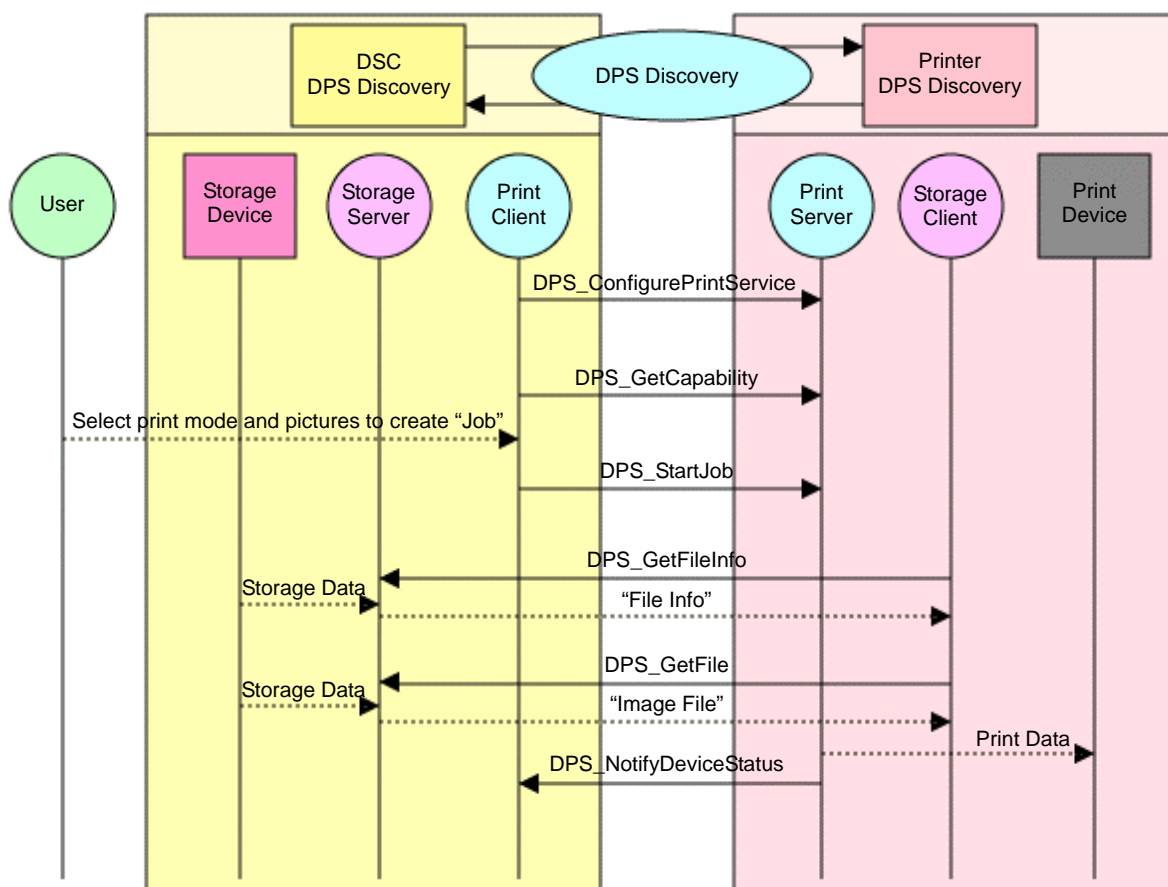 DSC
DPS Discovery
DPS Discovery
Printer
DPS Discovery
User
Storage
Device
Storage
Server
Print
Client
Print
Server
Storage
Client
Print
Device
DPS_ConfigurePrintService
DPS_GetCapability
Select print mode and pictures to create “Job”
DPS_StartJob
DPS_GetFileInfo
Storage Data
“File Info”
DPS_GetFile
Storage Data
“Image File”
Print Data
DPS_NotifyDeviceStatus